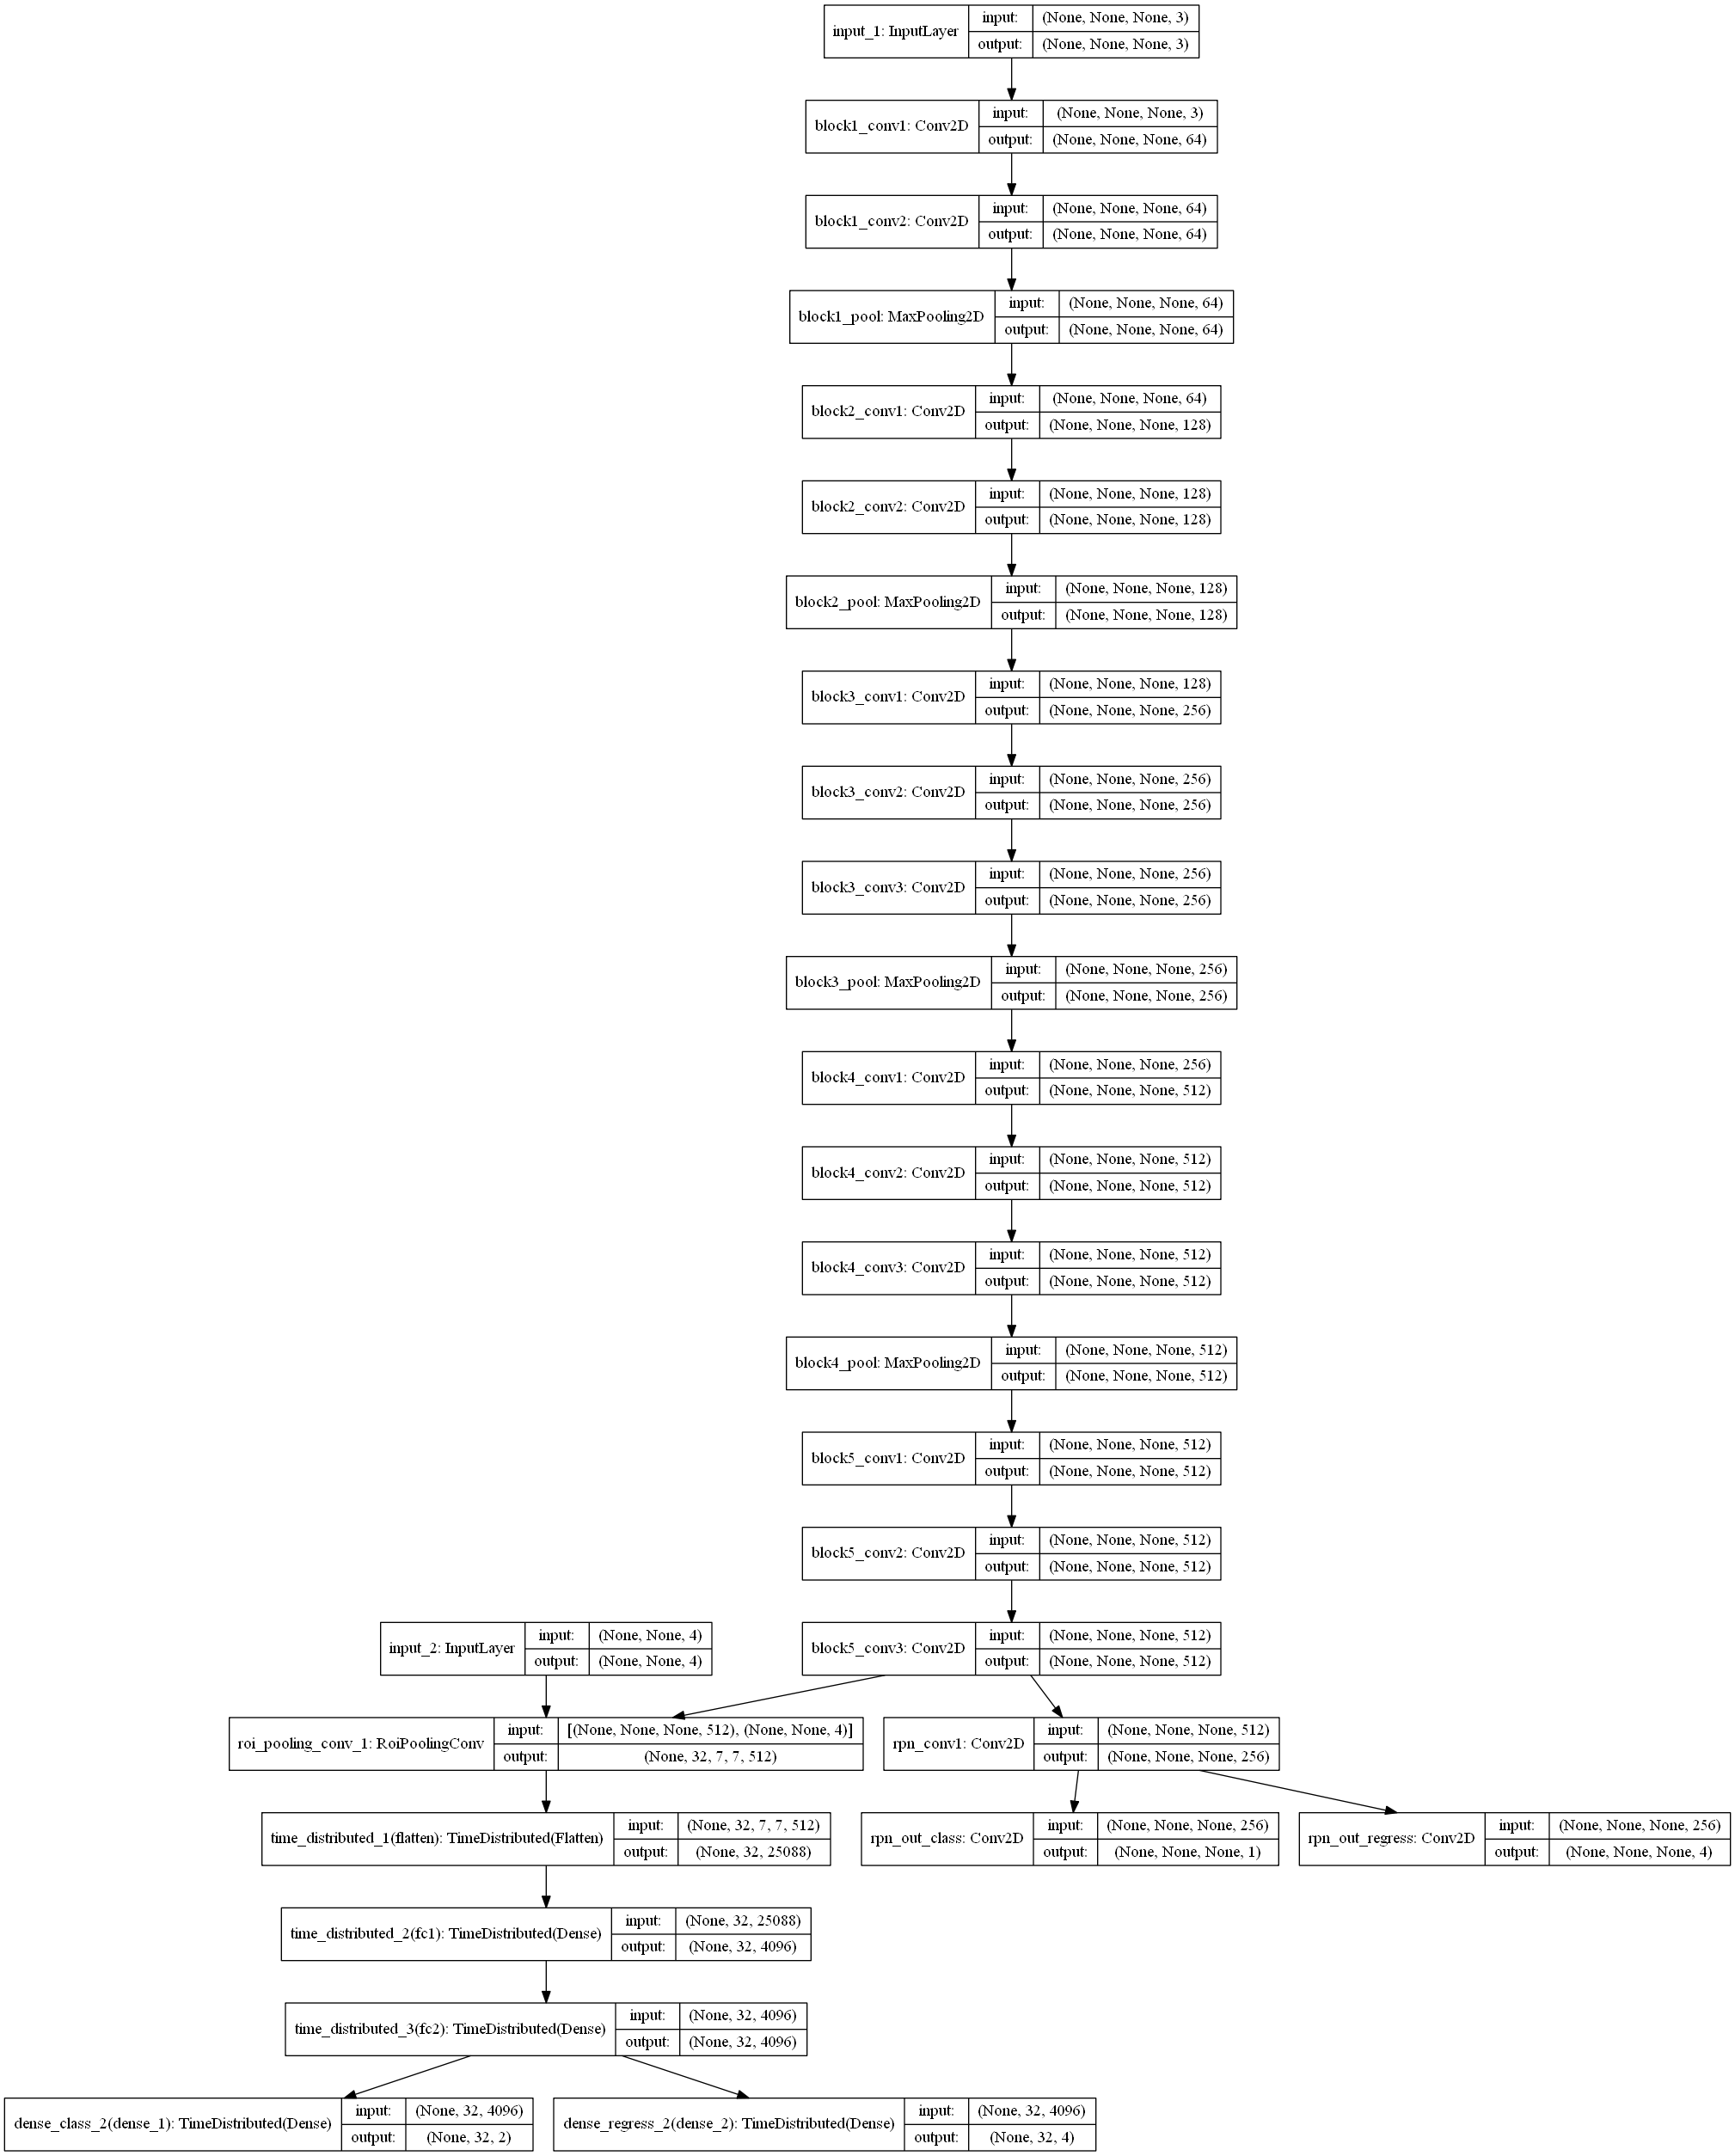 input_1: InputLayer
input: (None, None, None, 3)
output: (None, None, None, 3)
block1_conv1: Conv2D
input: (None, None, None, 3)
output: (None, None, None, 64)
block1_conv2: Conv2D
input: (None, None, None, 64)
output: (None, None, None, 64)
block1_pool: MaxPooling2D
input: (None, None, None, 64)
output: (None, None, None, 64)
block2_conv1: Conv2D
input: (None, None, None, 64)
output: (None, None, None, 128)
block2_conv2: Conv2D
input: (None, None, None, 128)
output: (None, None, None, 128)
block2_pool: MaxPooling2D
input: (None, None, None, 128)
output: (None, None, None, 128)
block3_conv1: Conv2D
input: (None, None, None, 128)
output: (None, None, None, 256)
block3_conv2: Conv2D
input: (None, None, None, 256)
output: (None, None, None, 256)
block3_conv3: Conv2D
input: (None, None, None, 256)
output: (None, None, None, 256)
block3_pool: MaxPooling2D
input: (None, None, None, 256)
output: (None, None, None, 256)
block4_conv1: Conv2D
input: (None, None, None, 256)
output: (None, None, None, 512)
block4_conv2: Conv2D
input: (None, None, None, 512)
output: (None, None, None, 512)
block4_conv3: Conv2D
input: (None, None, None, 512)
output: (None, None, None, 512)
block4_pool: MaxPooling2D
input: (None, None, None, 512)
output: (None, None, None, 512)
block5_conv1: Conv2D
input: (None, None, None, 512)
output: (None, None, None, 512)
block5_conv2: Conv2D
input: (None, None, None, 512)
output: (None, None, None, 512)
input_2: InputLayer
input: (None, None, 4)
output: (None, None, 4)
block5_conv3: Conv2D
input: (None, None, None, 512)
output: (None, None, None, 512)
roi_pooling_conv_1: RoiPoolingConv
input: [(None, None, None, 512), (None, None, 4)]
output: (None, 32, 7, 7, 512)
rpn_conv1: Conv2D
input: (None, None, None, 512)
output: (None, None, None, 256)
time_distributed_1(flatten): TimeDistributed(Flatten)
input: (None, 32, 7, 7, 512)
output: (None, 32, 25088)
rpn_out_class: Conv2D
input: (None, None, None, 256)
output: (None, None, None, 1)
rpn_out_regress: Conv2D
input: (None, None, None, 256)
output: (None, None, None, 4)
time_distributed_2(fc1): TimeDistributed(Dense)
input: (None, 32, 25088)
output: (None, 32, 4096)
time_distributed_3(fc2): TimeDistributed(Dense)
input: (None, 32, 4096)
output: (None, 32, 4096)
dense_class_2(dense_1): TimeDistributed(Dense)
input: (None, 32, 4096)
output: (None, 32, 2)
dense_regress_2(dense_2): TimeDistributed(Dense)
input: (None, 32, 4096)
output: (None, 32, 4)